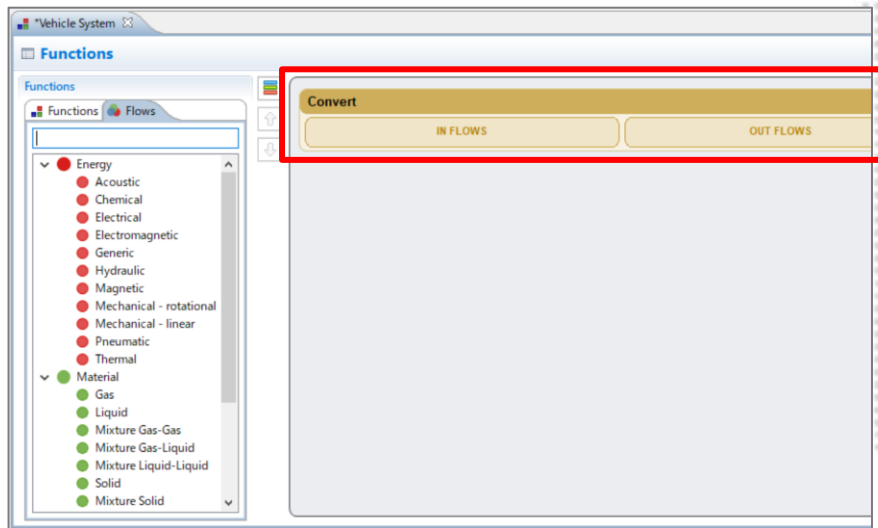 *Vehicle System
Functions
Functions
Functions Flows
Energy
Acoustic
Chemical
Electrical
Electromagnetic
Generic
Hydraulic
Magnetic
Mechanical - rotational
Mechanical - linear
Pneumatic
Thermal
Material
Gas
Liquid
Mixture Gas-Gas
Mixture Gas-Liquid
Mixture Liquid-Liquid
Solid
Mixture Solid
Convert
IN FLOWS OUT FLOWS